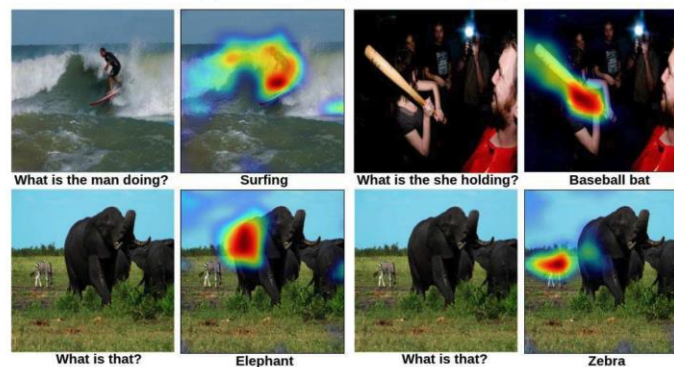 What is the man doing?
Surfing
What is the she holding?
Baseball bat
What is that?
Elephant
What is that?
Zebra